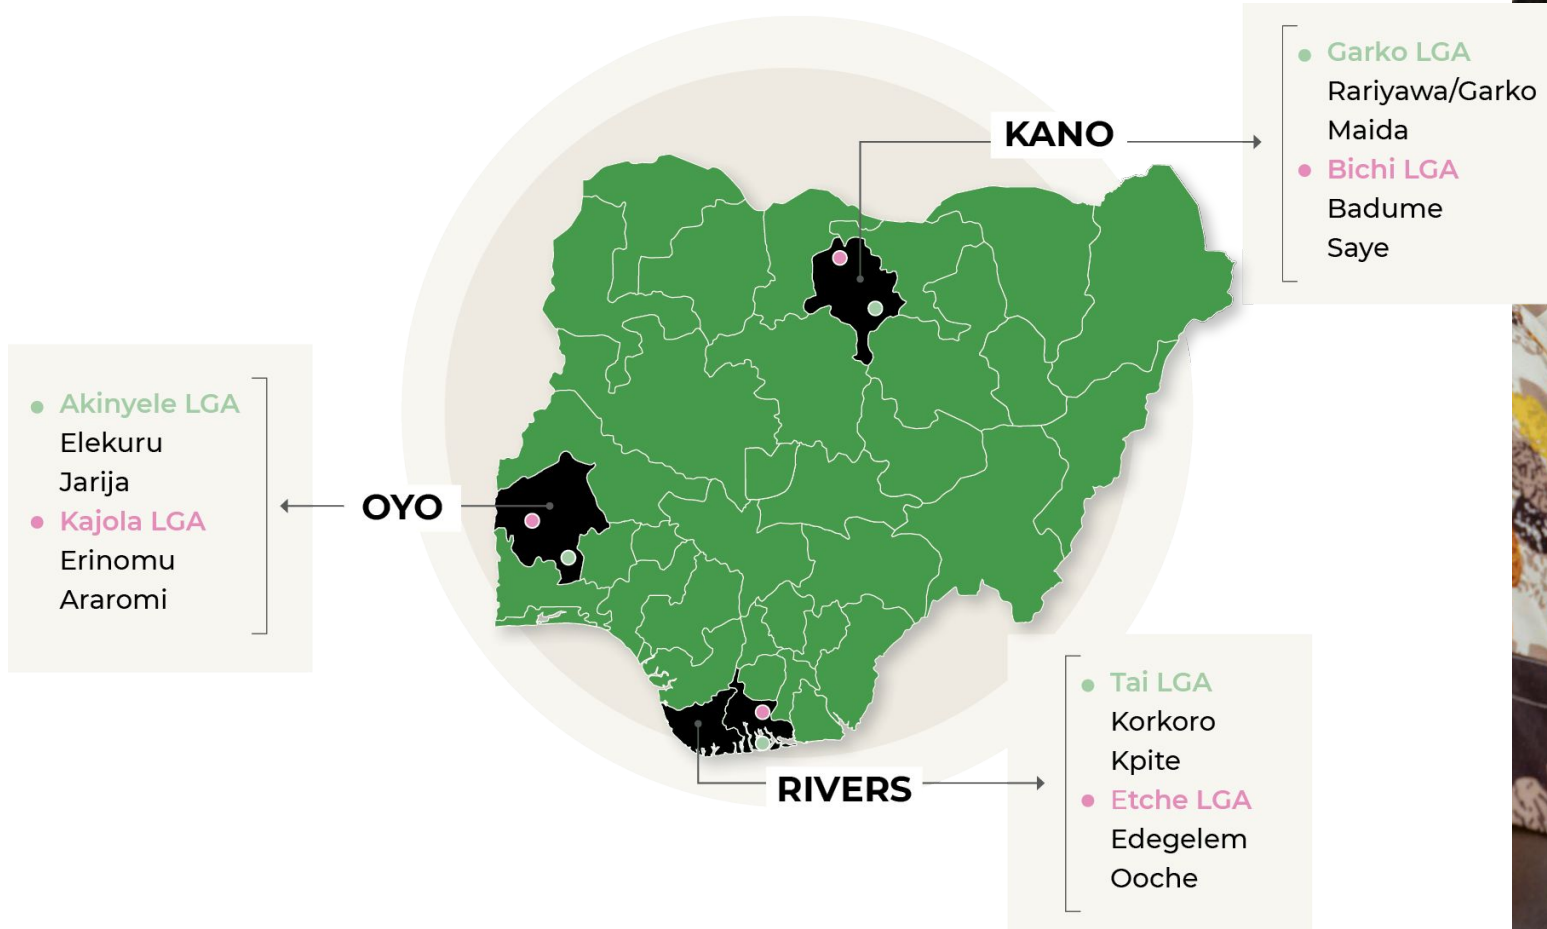 KANO
Garko LGA
Rariyawa/Garko
Maida
Bichi LGA
Badume
Saye
OYO
Akinyele LGA
Elekuru
Jarija
Kajola LGA
Erinomu
Araromi
RIVERS
Tai LGA
Korkoro
Kpite
Etche LGA
Edegelem
Ooche